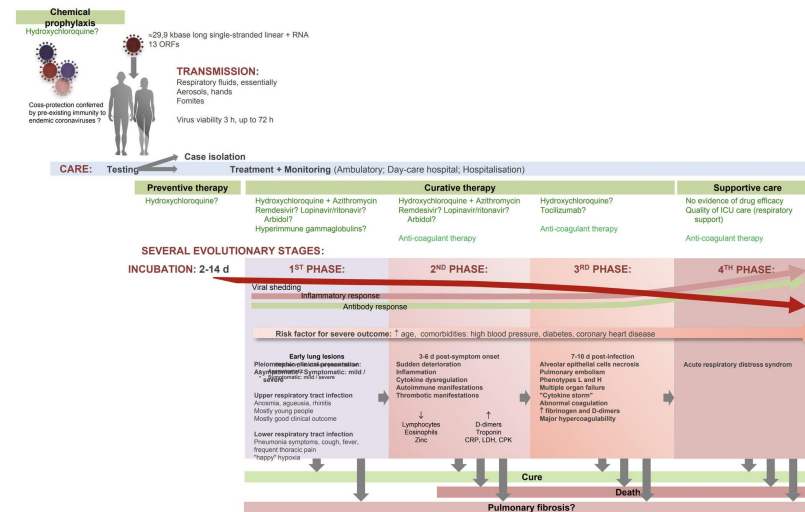 Chemical
prophylaxis
Hydroxychloroquine?
≈29,9 kbase long single-stranded linear + RNA
13 ORFs
TRANSMISSION:
Respiratory fluids, essentially
Aerosols, hands
Fomites
Virus viability 3 h, up to 72 h
Coss-protection conferred
by pre-existing immunity to
endemic coronaviruses ?
Case isolation
CARE: Testing Treatment + Monitoring (Ambulatory; Day-care hospital; Hospitalisation)
Preventive therapy
Hydroxychloroquine?
Curative therapy
Hydroxychloroquine + Azithromycin
Remdesivir? Lopinavir/ritonavir?
Arbidol?
Hyperimmune gammaglobulins?
Hydroxychloroquine + Azithromycin
Remdesivir? Lopinavir/ritonavir?
Arbidol?
Anti-coagulant therapy
Hydroxychloroquine?
Tocilizumab?
Anti-coagulant therapy
Supportive care
No evidence of drug efficacy
Quality of ICU care (respiratory
support)
Anti-coagulant therapy
SEVERAL EVOLUTIONARY STAGES:
INCUBATION: 2-14 d
1ST PHASE:
2ND PHASE:
3RD PHASE:
4TH PHASE:
Viral shedding
Inflammatory response
Antibody response
Risk factor for severe outcome: ↑ age, comorbidities: high blood pressure, diabetes, coronary heart disease
Early lung lesions
Pleiomorphic clinical presentation:
Asymptomatic / Symptomatic: mild /
severe
Upper respiratory tract infection
Anosmia, agueusia, rhinitis
Mostly young people
Mostly good clinical outcome
Lower respiratory tract infection
Pneumonia symptoms, cough, fever,
frequent thoracic pain
"happy" hypoxia
3-6 d post-symptom onset
Sudden deterioration
Inflammation
Cytokine dysregulation
Autoimmune manifestations
Thrombotic manifestations
↓
Lymphocytes
Eosinophils
Zinc
↑
D-dimers
Troponin
CRP, LDH, CPK
7-10 d post-infection
Alveolar epithelial cells necrosis
Pulmonary embolism
Phenotypes L and H
Multiple organ failure
"Cytokine storm"
Abnormal coagulation
↑ fibrinogen and D-dimers
Major hypercoagulability
Acute respiratory distress syndrom
Cure
Death
Pulmonary fibrosis?